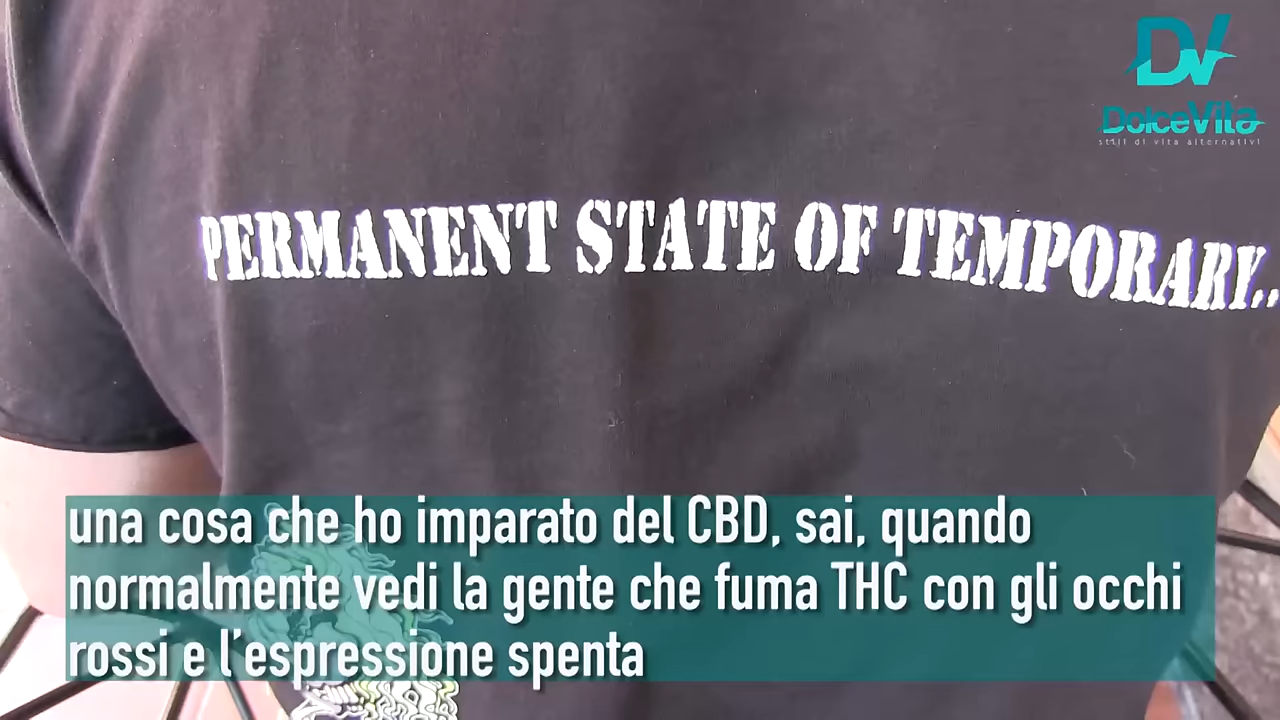 DV
DolceVita
stili di vita alternativi
PERMANENT STATE OF TEMPORARY..
una cosa che ho imparato del CBD, sai, quando
normalmente vedi la gente che fuma THC con gli occhi
rossi e l'espressione spenta